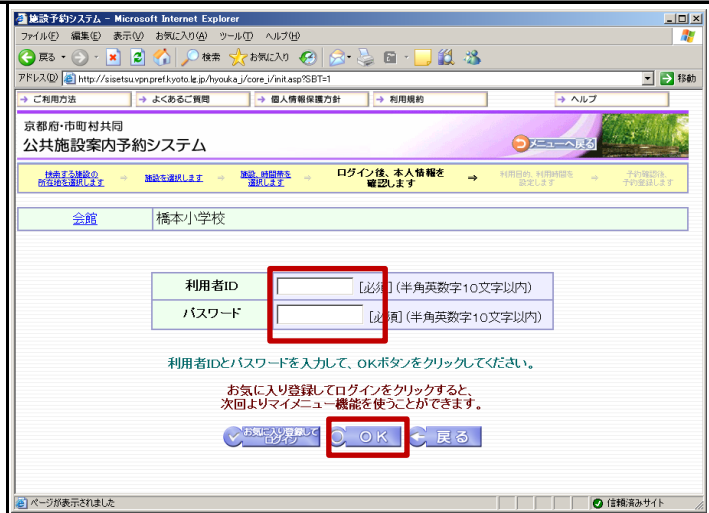 施設予約システム - Microsoft Internet Explorer
ファイル(F) 編集(E) 表示(V) お気に入り(A) ツール(T) ヘルプ(H)
戻る 検索 お気に入り
アドレス(D) http://sisetsu.vpn.pref.kyoto.lg.jp/hyouka_j/core_i/init.asp?SBT=1 移動
→ ご利用方法 → よくあるご質問 → 個人情報保護方針 → 利用規約 → ヘルプ
京都府・市町村共同
公共施設案内予約システム
メニューへ戻る
検索する施設の所在地を選択します ⇒ 施設を選択します ⇒ 施設、時間帯を選択します ⇒ ログイン後、本人情報を確認します ⇒ 利用目的、利用時間を設定します ⇒ 予約確認後、予約登録します
会館 橋本小学校
利用者ID [必須] (半角英数字10文字以内)
パスワード [必須] (半角英数字10文字以内)
利用者IDとパスワードを入力して、OKボタンをクリックしてください。
お気に入り登録してログインをクリックすると、
次回よりマイメニュー機能を使うことができます。
お気に入り登録してログイン OK 戻る
ページが表示されました 信頼済みサイト